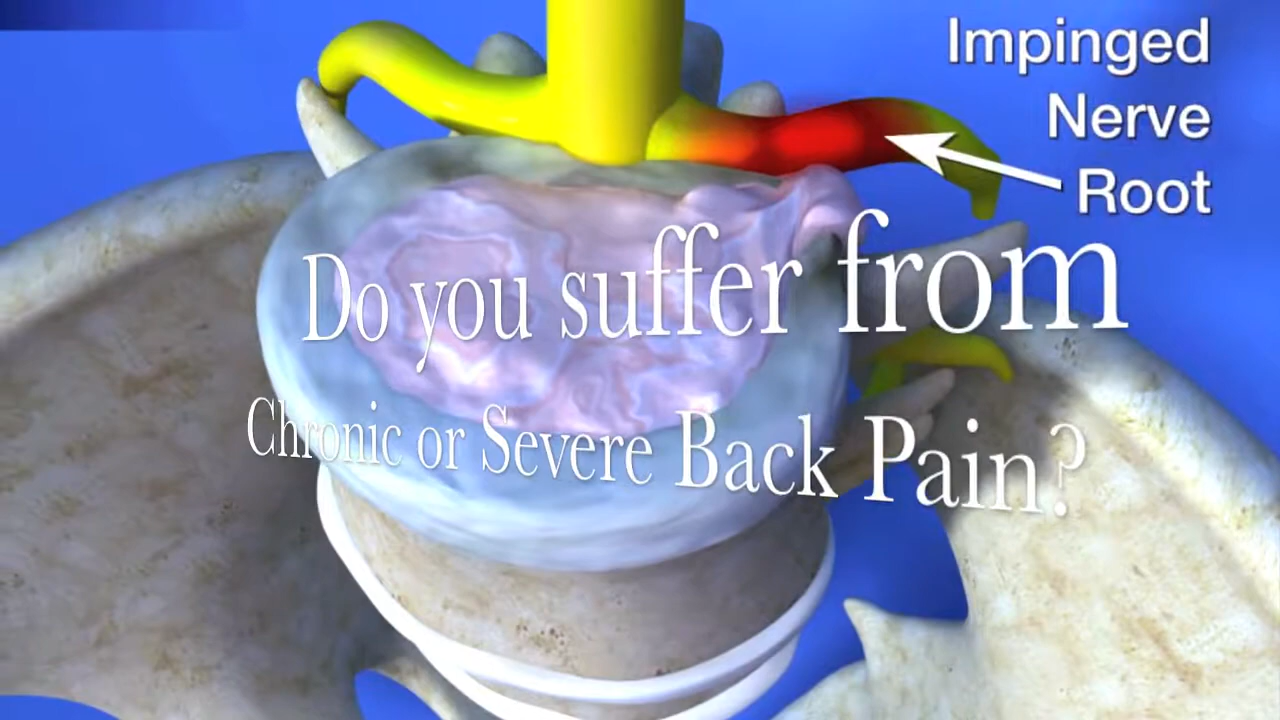 Impinged
Nerve
Root
Do you suffer from
Chronic or Severe Back Pain?